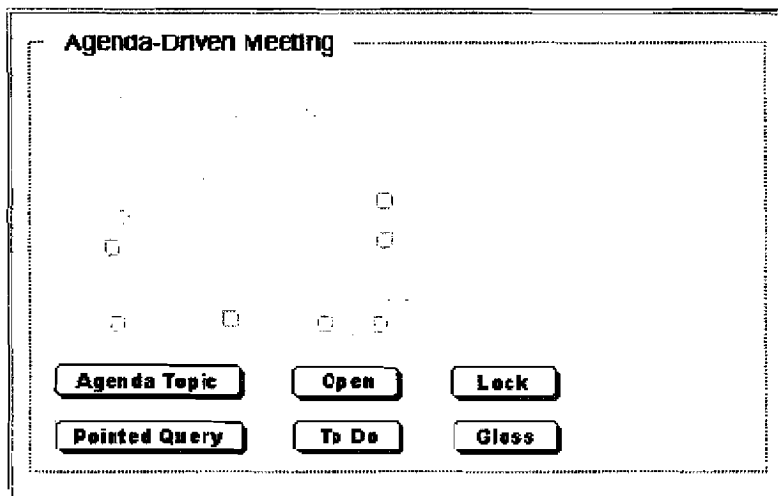 Agenda-Driven Meeting
Agenda Topic Open Lock
Pointed Query To Do Gloss